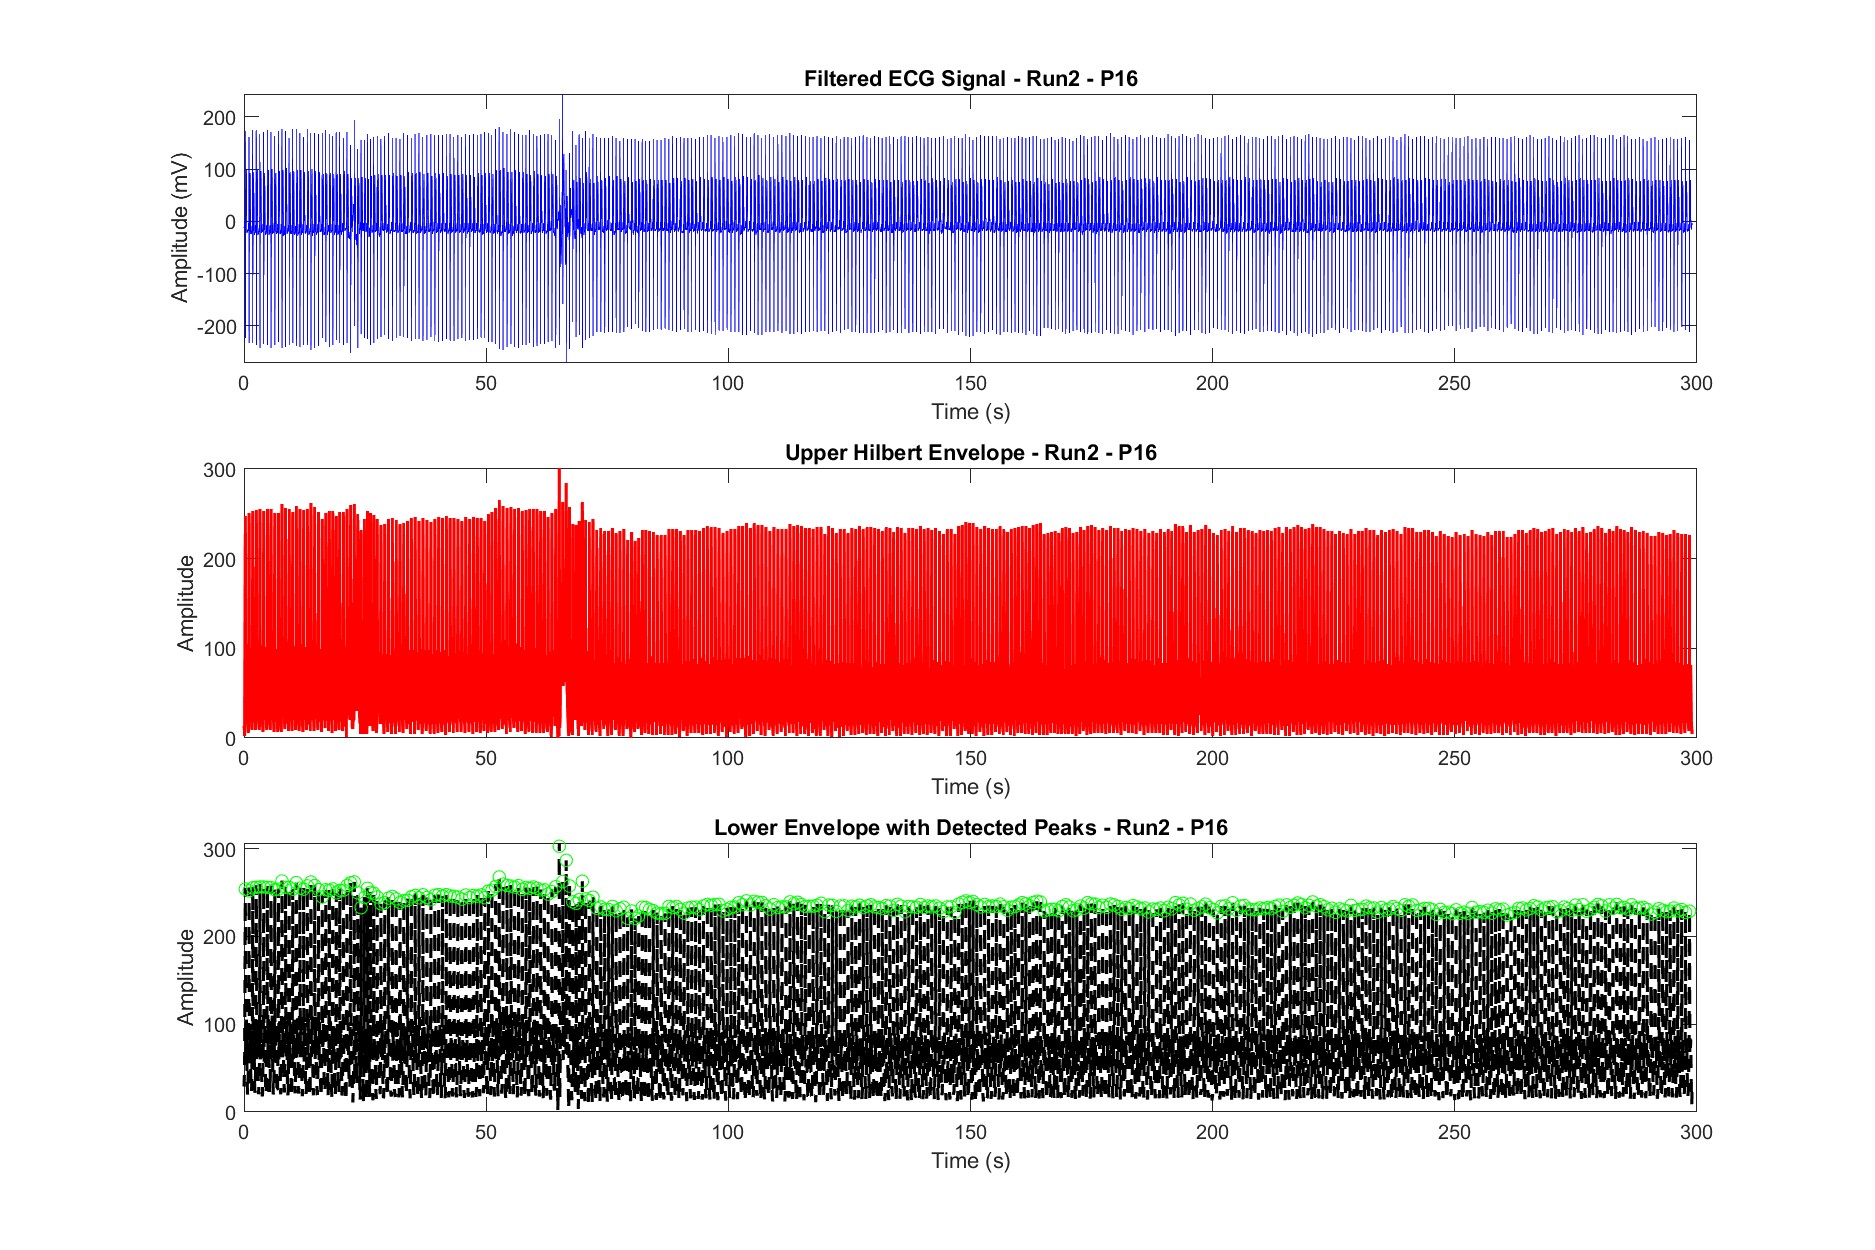 Filtered ECG Signal - Run2 - P16
Amplitude (mV)
200
100
0
-100
-200
0 50 100 150 200 250 300
Time (s)
Upper Hilbert Envelope - Run2 - P16
Amplitude
300
200
100
0
0 50 100 150 200 250 300
Time (s)
Lower Envelope with Detected Peaks - Run2 - P16
Amplitude
300
200
100
0
0 50 100 150 200 250 300
Time (s)